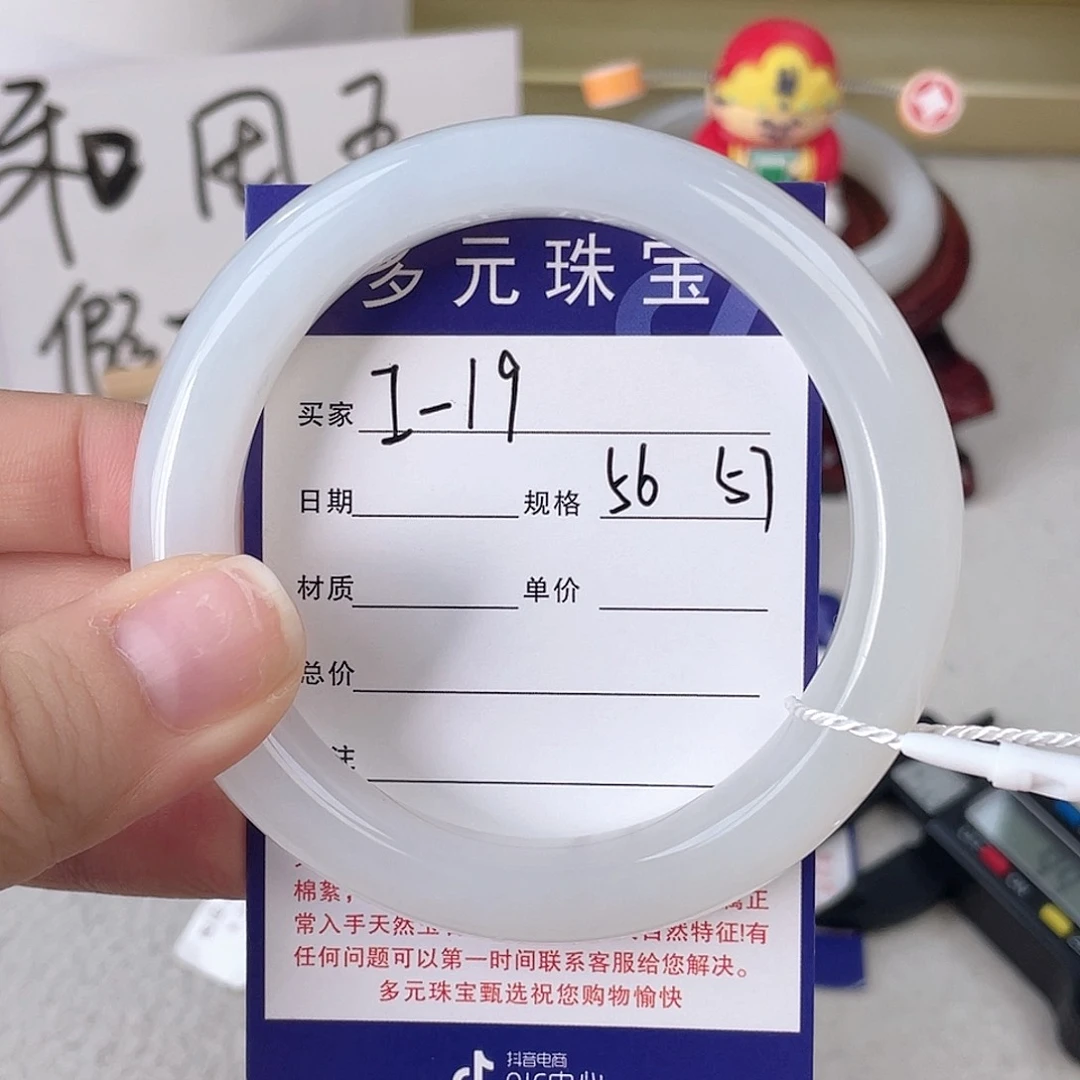 和田玉
假
多元珠宝
买家 I-19
日期 规格 56 57
材质 单价
总价
注
棉絮，
正
常入手天然 自然特征!有
任何问题可以第一时间联系客服给您解决。
多元珠宝甄选祝您购物愉快
抖音电商